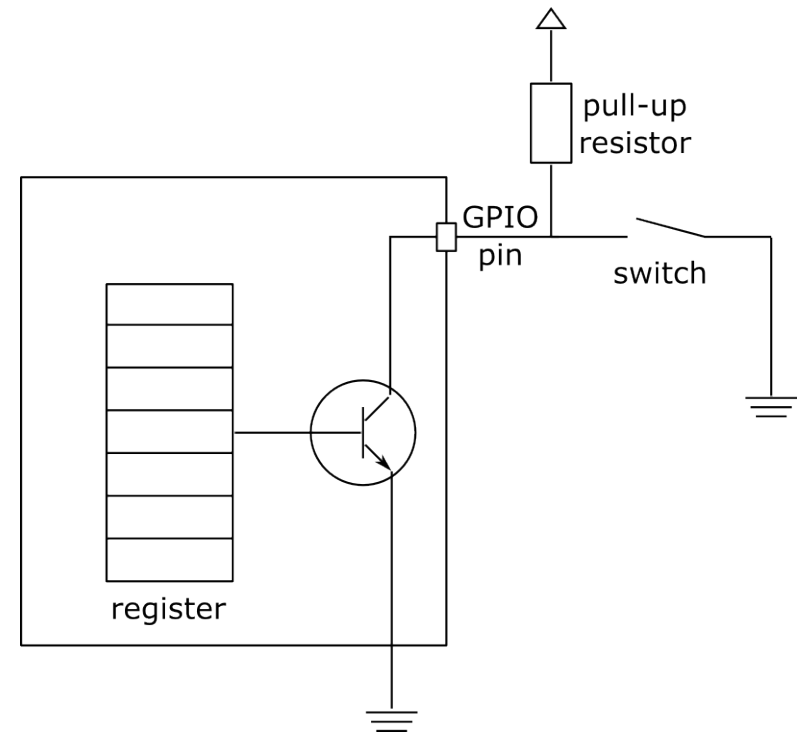 pull-up
resistor
GPIO
pin
switch
register